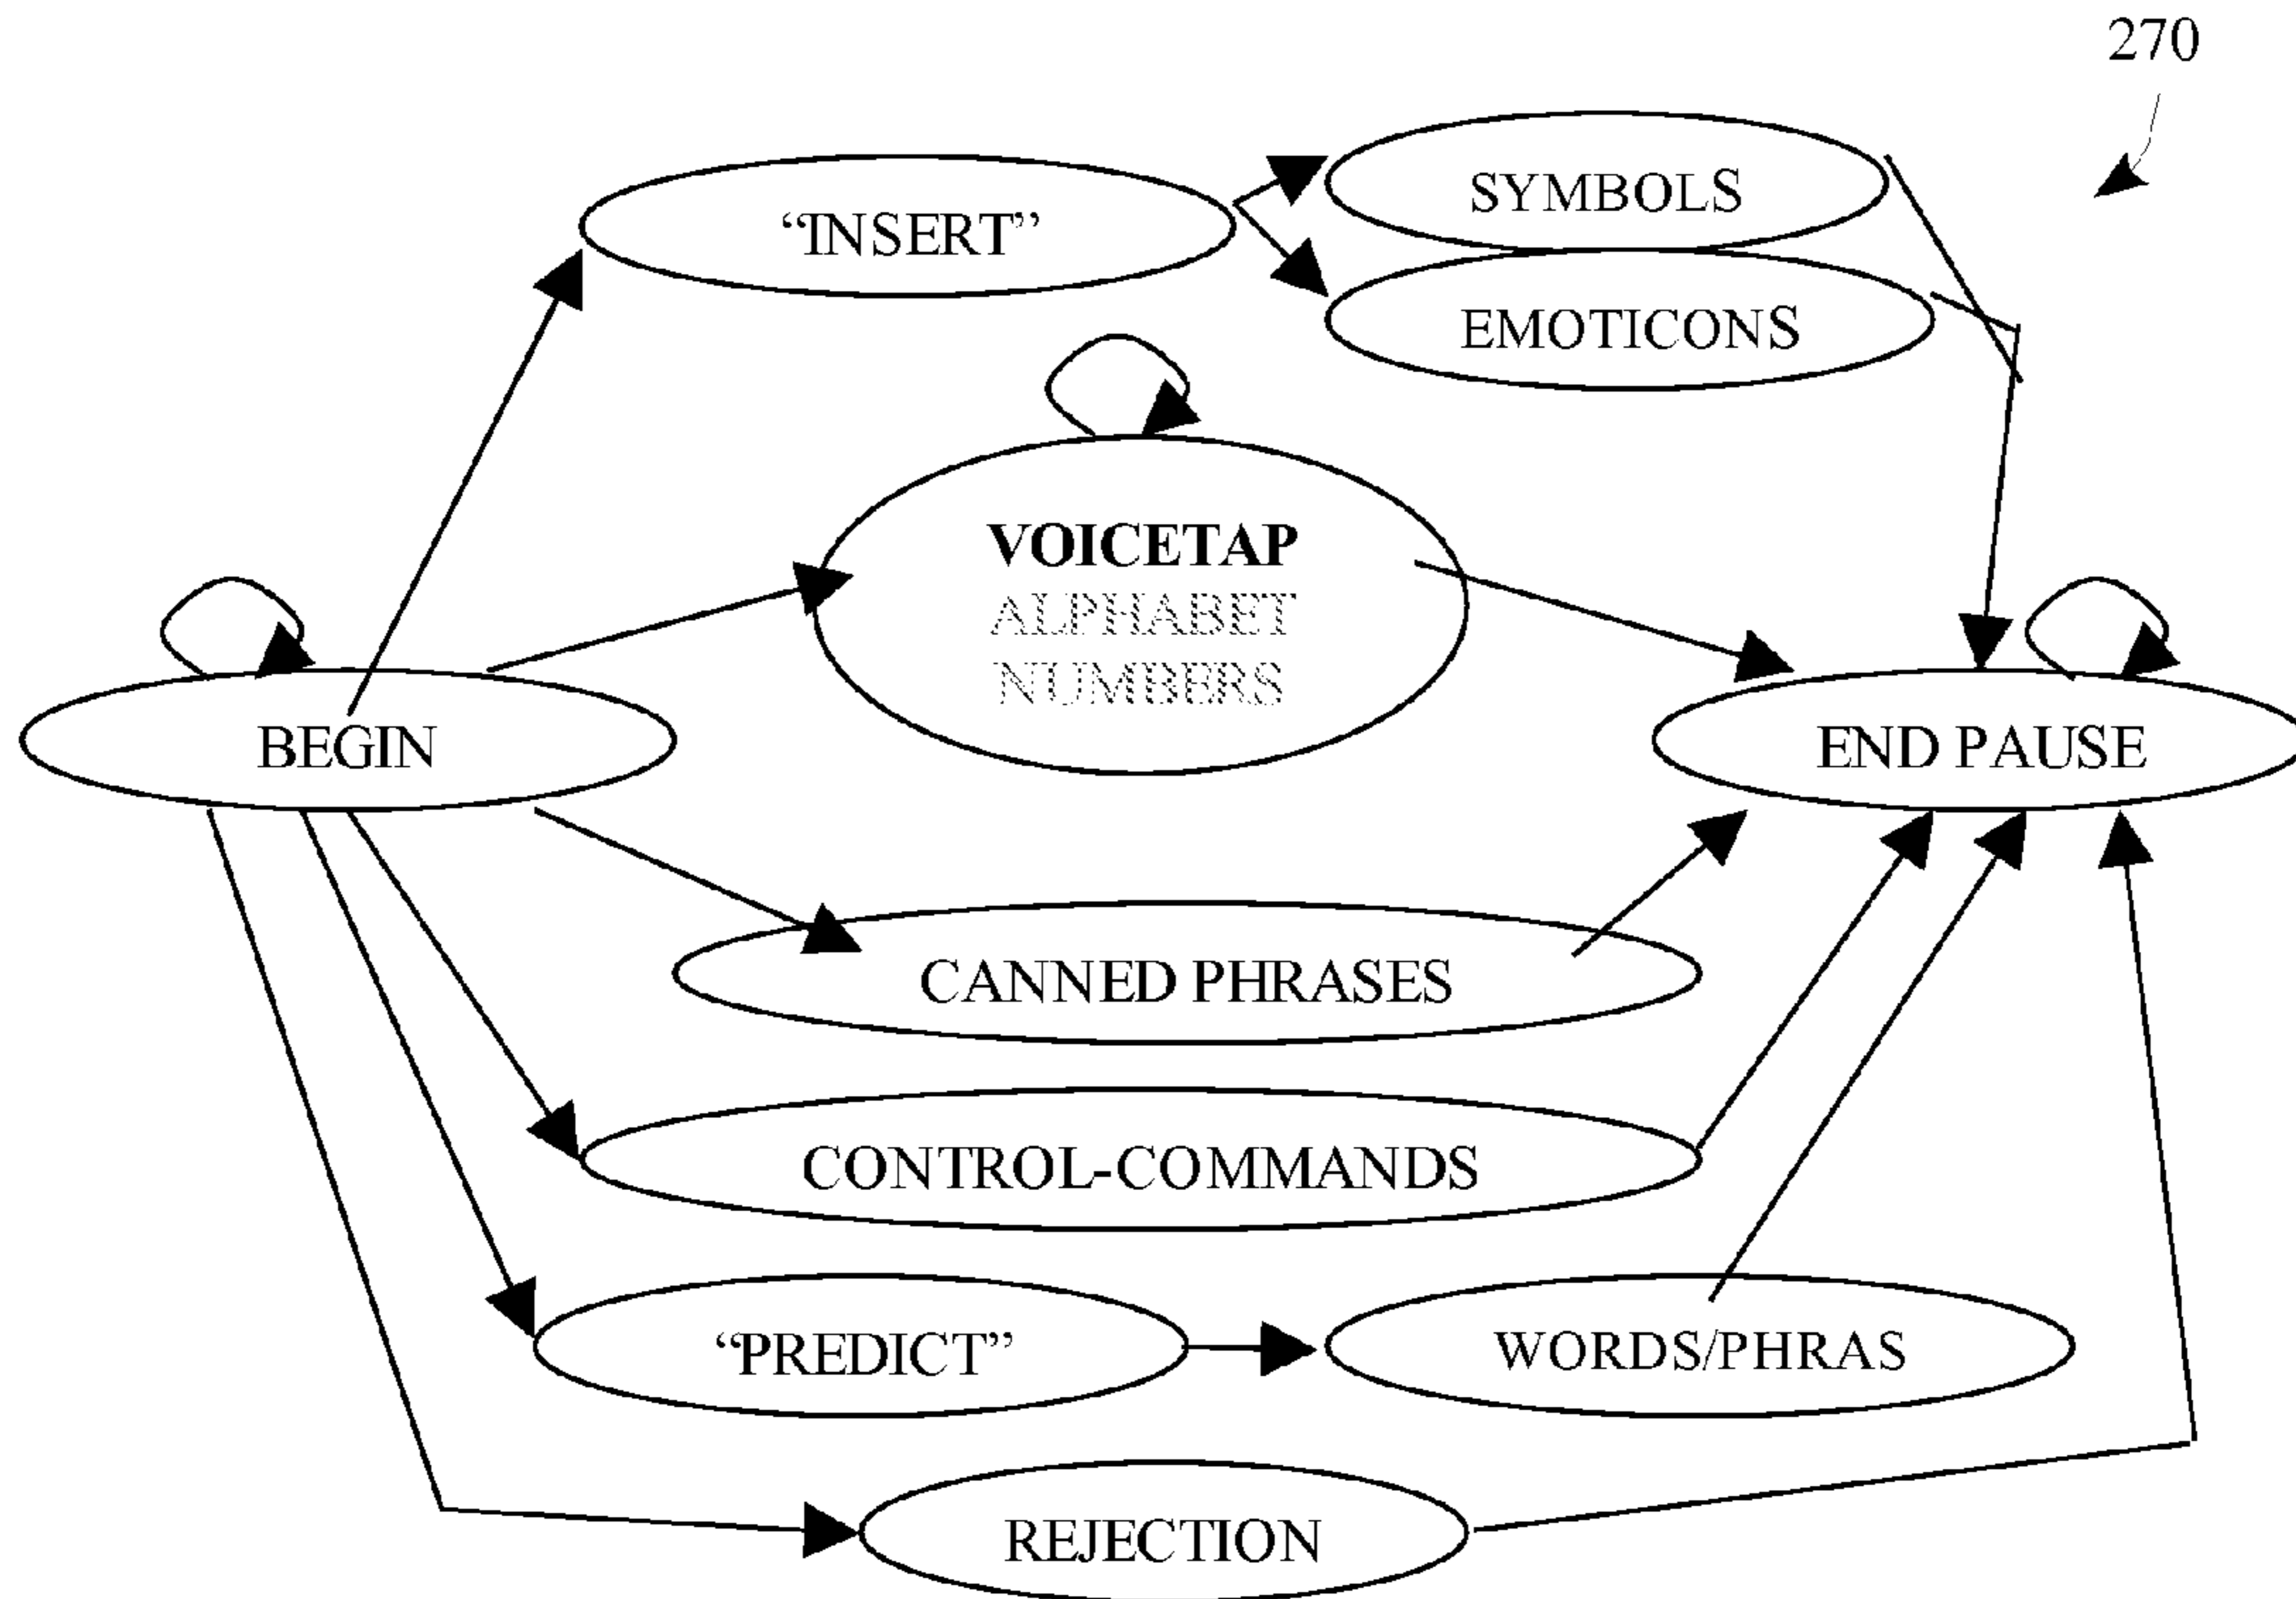 270
SYMBOLS
“INSERT”
EMOTICONS
VOICETAP
ALPHABET
NUMBERS
BEGIN
END PAUSE
CANNED PHRASES
CONTROL-COMMANDS
“PREDICT”
WORDS/PHRAS
REJECTION